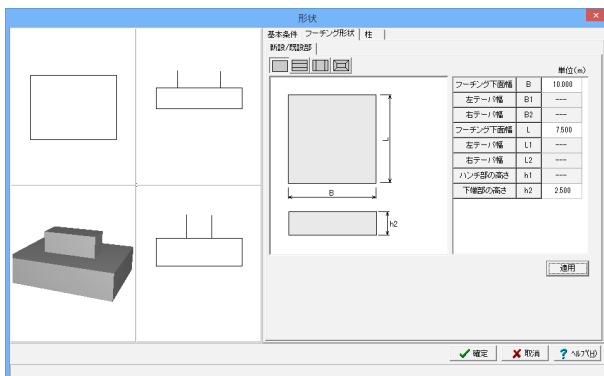 形状
基本条件 フーチング形状 柱
新設/既設部
単位(m)
フーチング下面幅 B 10.000
左テーパ幅 B1 ---
右テーパ幅 B2 ---
フーチング下面幅 L 7.500
左テーパ幅 L1 ---
右テーパ幅 L2 ---
ハンチ部の高さ h1 ---
下端部の高さ h2 2.500
L
B
h2
適用
確定 取消 ? ヘルプ(H)